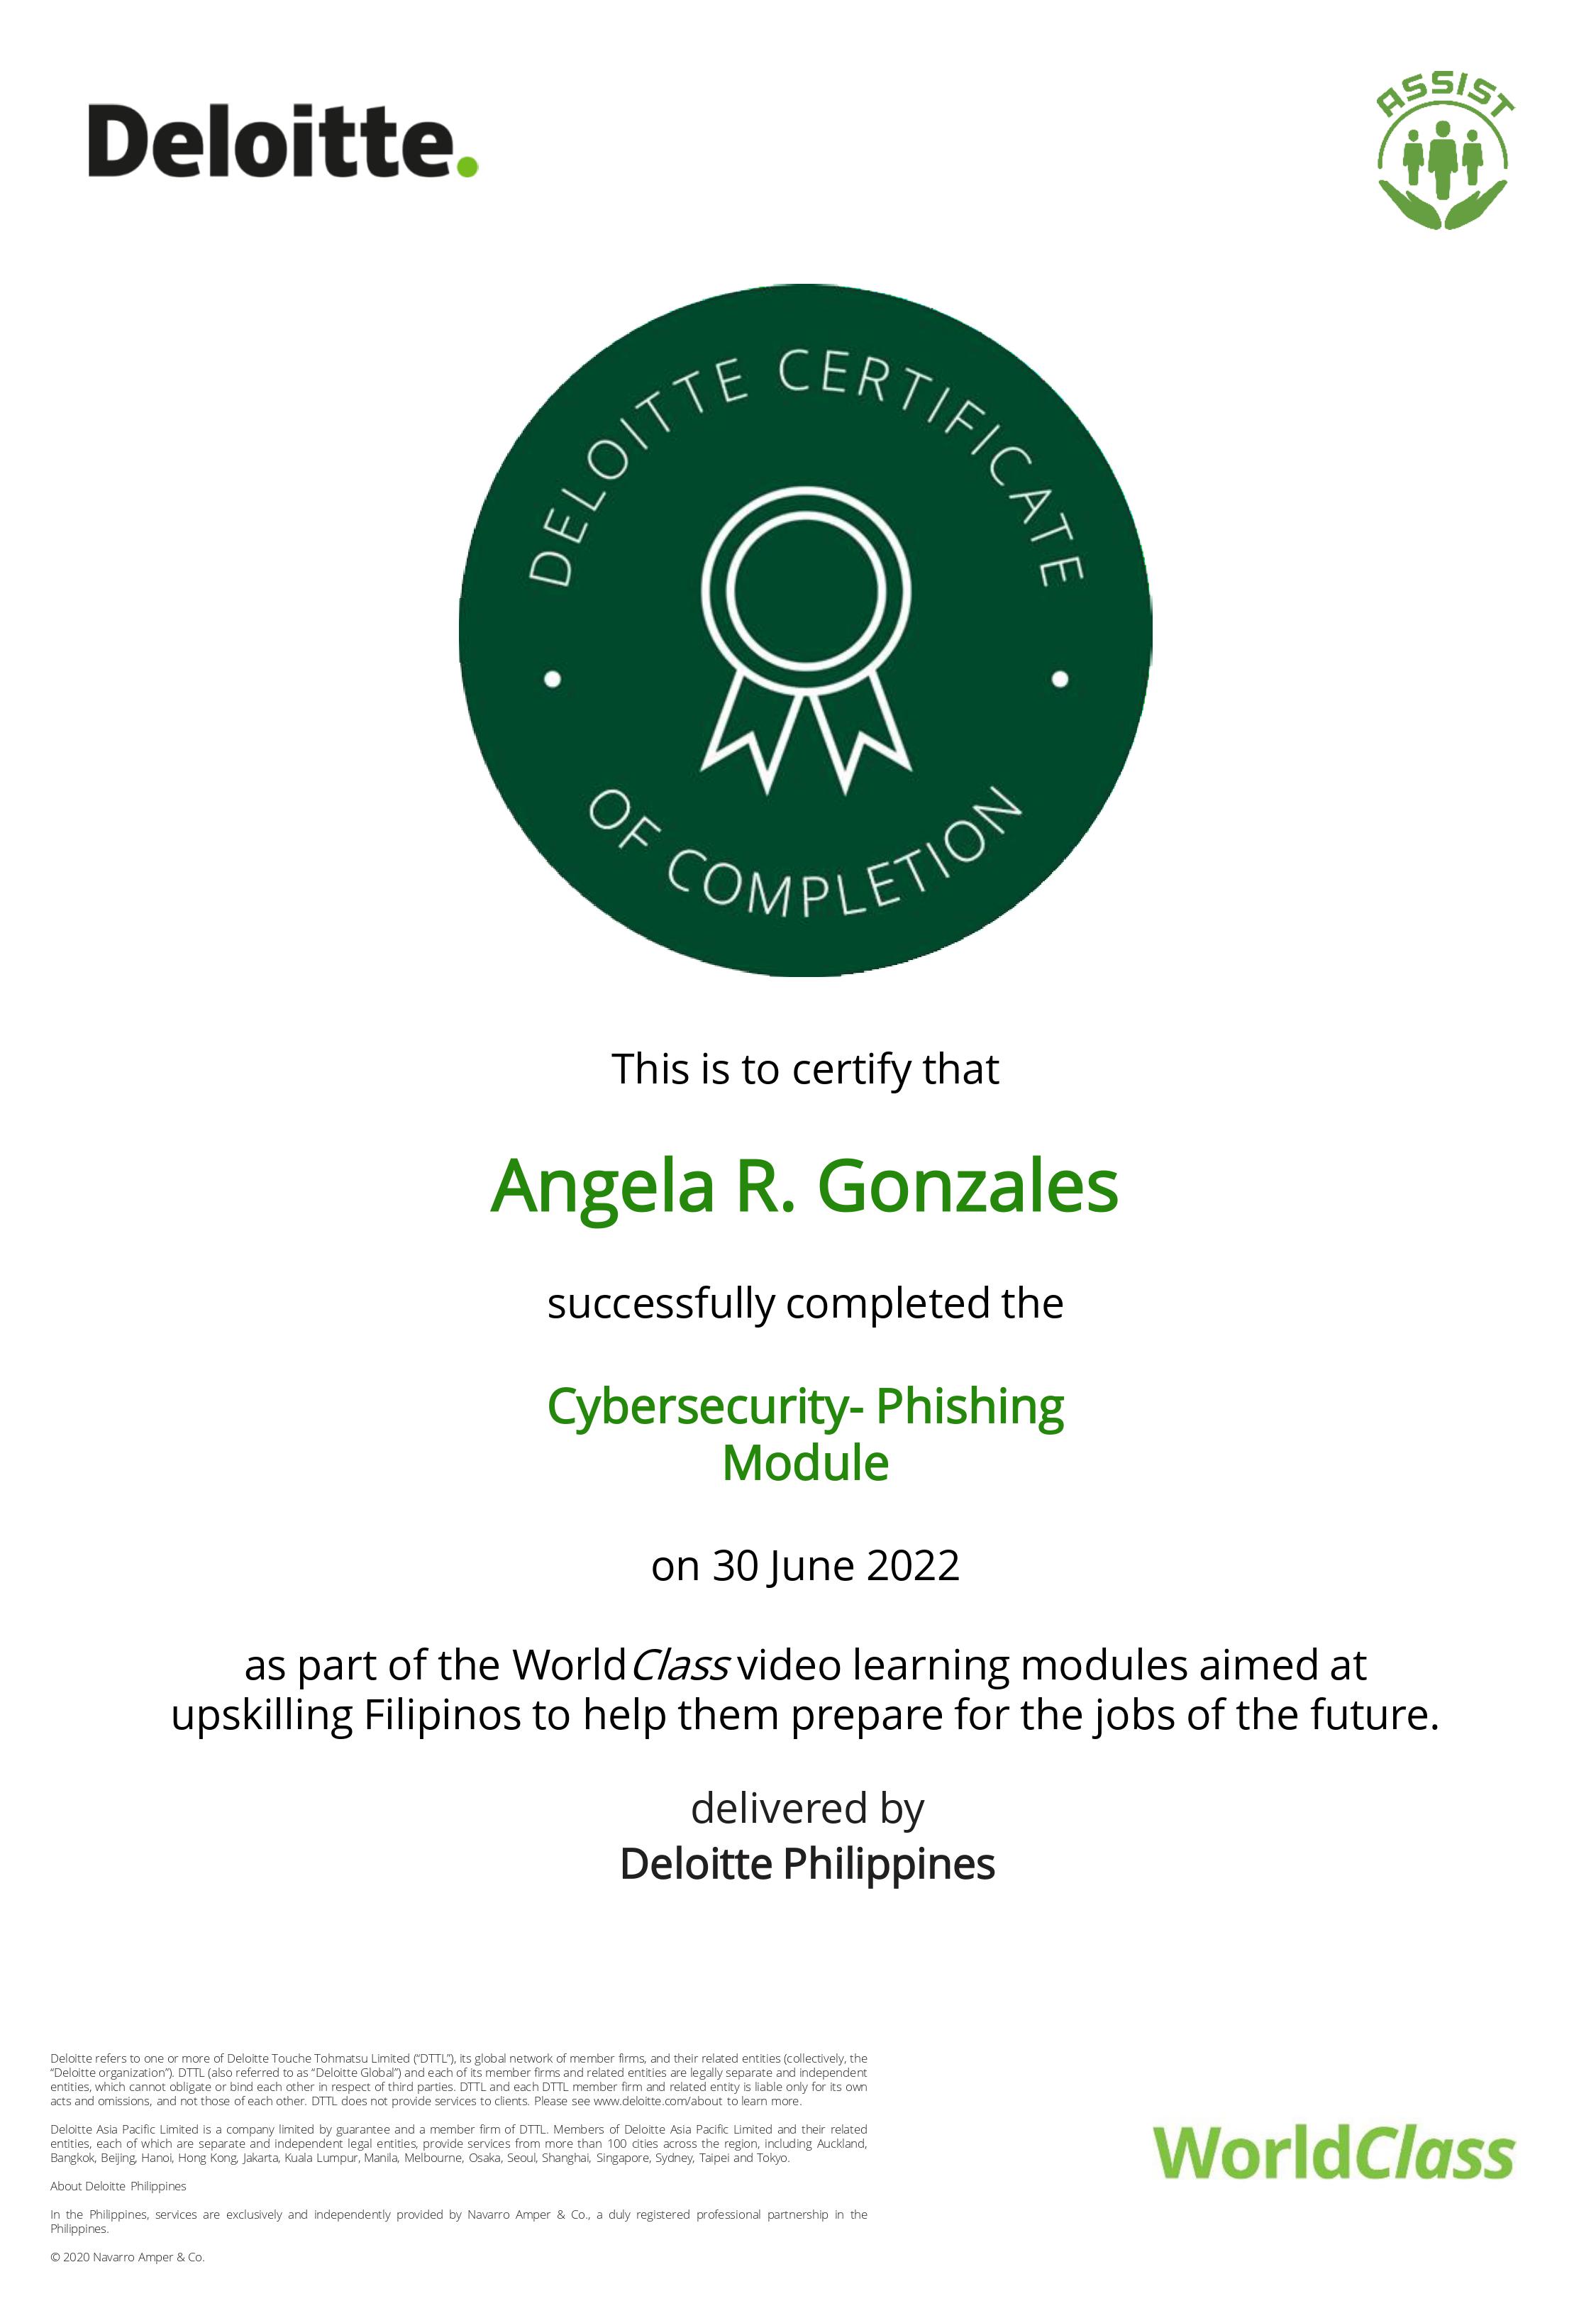 Deloitte.
ASSIST
DELOITTE CERTIFICATE
OF COMPLETION
This is to certify that
Angela R. Gonzales
successfully completed the
Cybersecurity- Phishing
Module
on 30 June 2022
as part of the WorldClass video learning modules aimed at
upskilling Filipinos to help them prepare for the jobs of the future.
delivered by
Deloitte Philippines
Deloitte refers to one or more of Deloitte Touche Tohmatsu Limited (“DTTL”), its global network of member firms, and their related entities (collectively, the
“Deloitte organization”). DTTL (also referred to as “Deloitte Global”) and each of its member firms and related entities are legally separate and independent
entities, which cannot obligate or bind each other in respect of third parties. DTTL and each DTTL member firm and related entity is liable only for its own
acts and omissions, and not those of each other. DTTL does not provide services to clients. Please see www.deloitte.com/about to learn more.
Deloitte Asia Pacific Limited is a company limited by guarantee and a member firm of DTTL. Members of Deloitte Asia Pacific Limited and their related
entities, each of which are separate and independent legal entities, provide services from more than 100 cities across the region, including Auckland,
Bangkok, Beijing, Hanoi, Hong Kong, Jakarta, Kuala Lumpur, Manila, Melbourne, Osaka, Seoul, Shanghai, Singapore, Sydney, Taipei and Tokyo.
About Deloitte Philippines
In the Philippines, services are exclusively and independently provided by Navarro Amper & Co., a duly registered professional partnership in the
Philippines.
© 2020 Navarro Amper & Co.
WorldClass